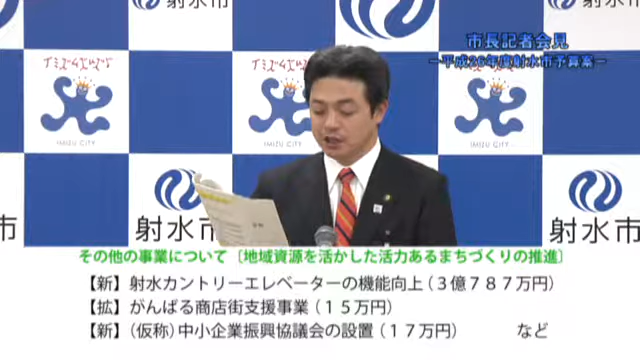 市長記者会見
－平成26年度射水市予算案－
射水市
IMIZU CITY
IMIZU CITY
IMIZU CITY
射水市
射水市
その他の事業について〔地域資源を活かした活力あるまちづくりの推進〕
【新】射水カントリーエレベーターの機能向上（３億７８７万円）
【拡】がんばる商店街支援事業（１５万円）
【新】（仮称）中小企業振興協議会の設置（１７万円） など